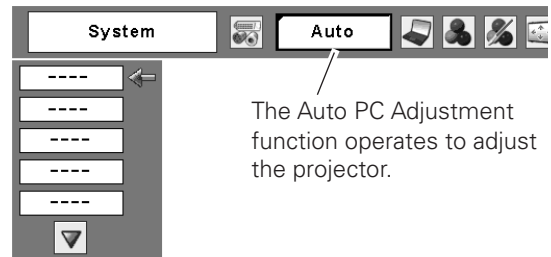 System
Auto
----
----
----
----
----
The Auto PC Adjustment
function operates to adjust
the projector.